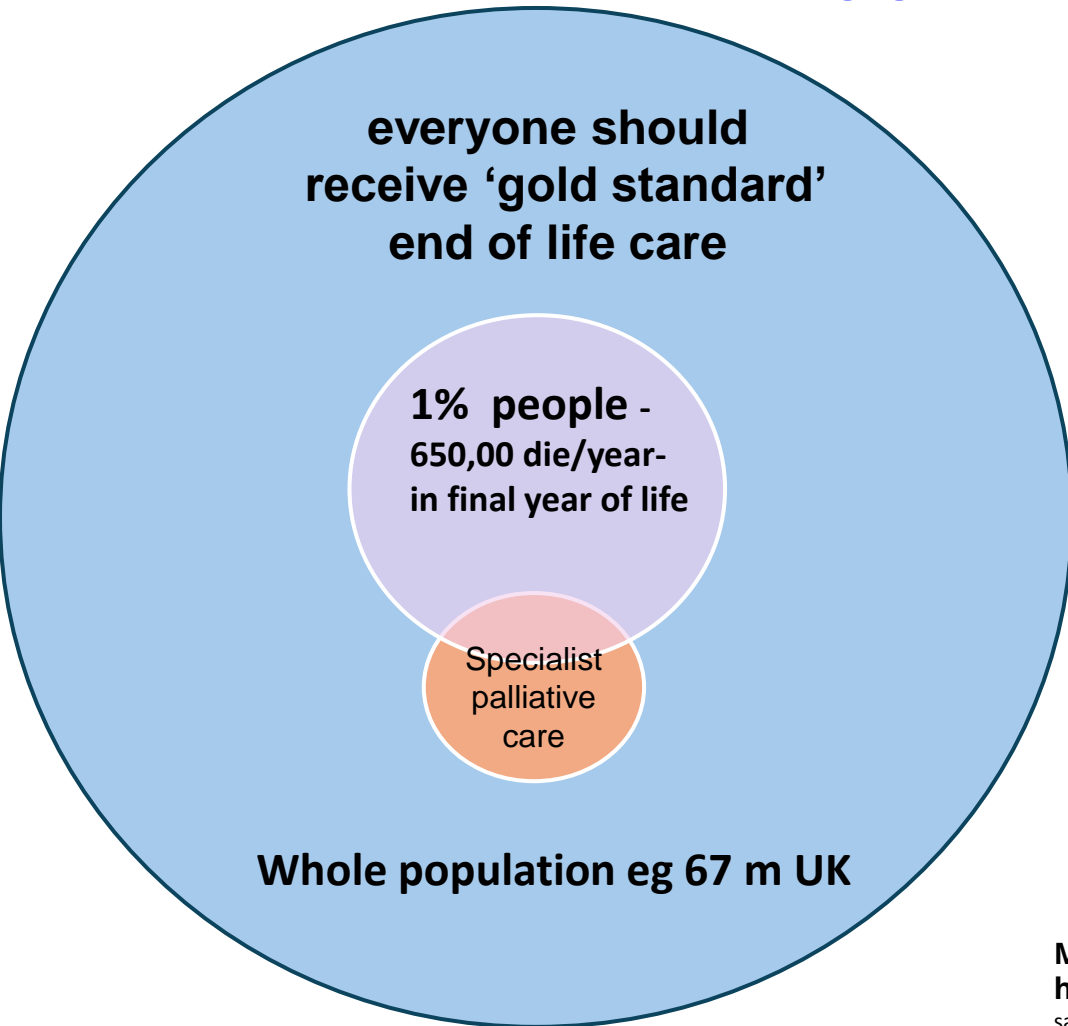 everyone should
receive ‘gold standard’
end of life care
1% people -
650,00 die/year-
in final year of life
Specialist
palliative
care
Whole population eg 67 m UK